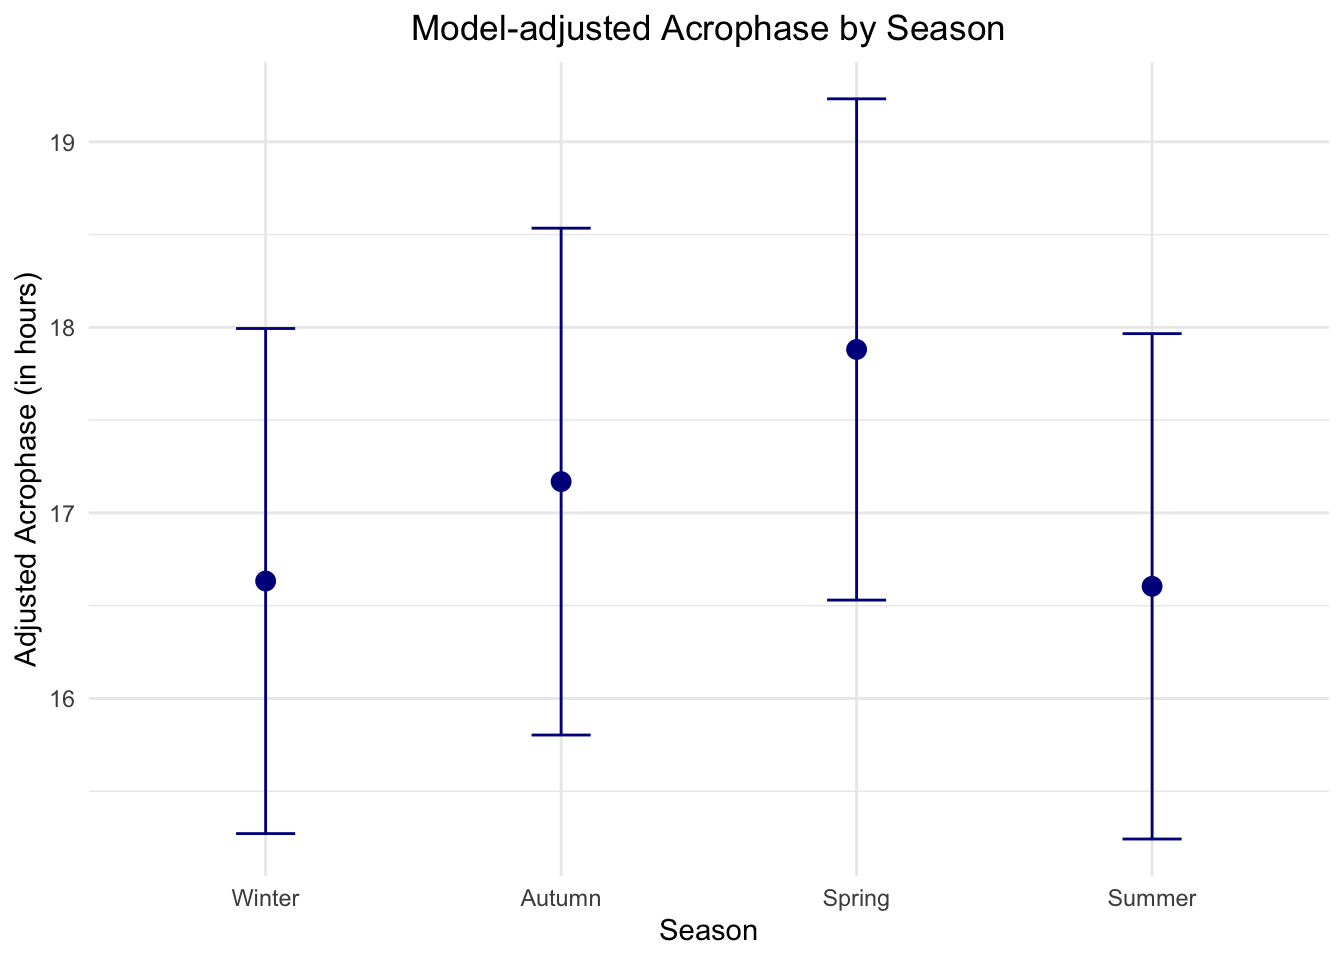 Model-adjusted Acrophase by Season
Adjusted Acrophase (in hours)
19
18
17
16
Winter Autumn Spring Summer
Season